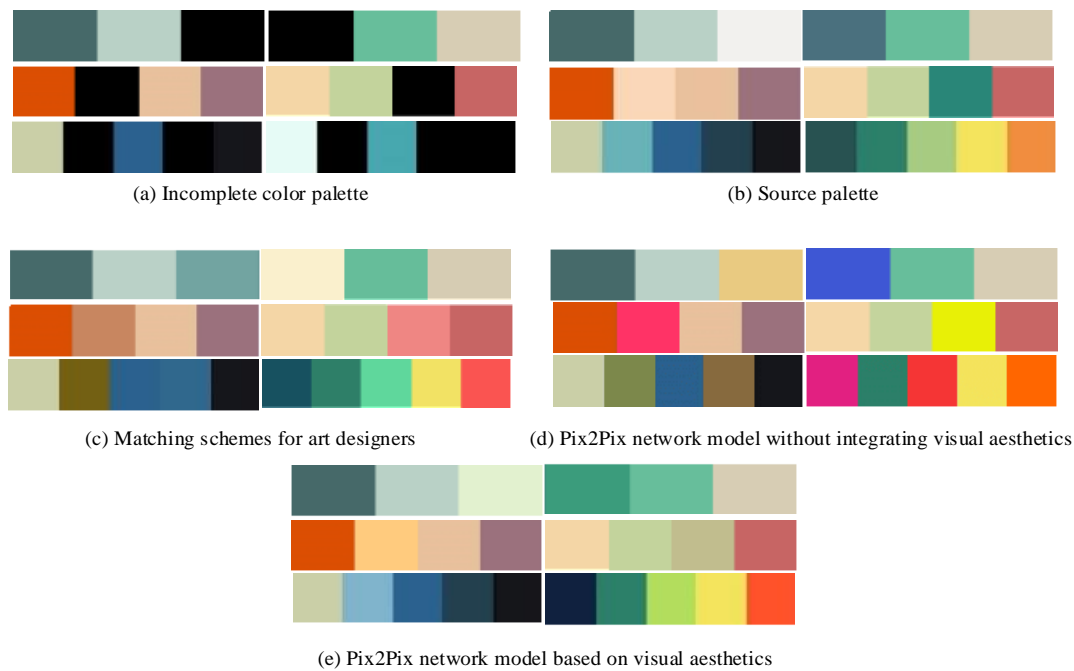 (a) Incomplete color palette
(b) Source palette
(c) Matching schemes for art designers
(d) Pix2Pix network model without integrating visual aesthetics
(e) Pix2Pix network model based on visual aesthetics